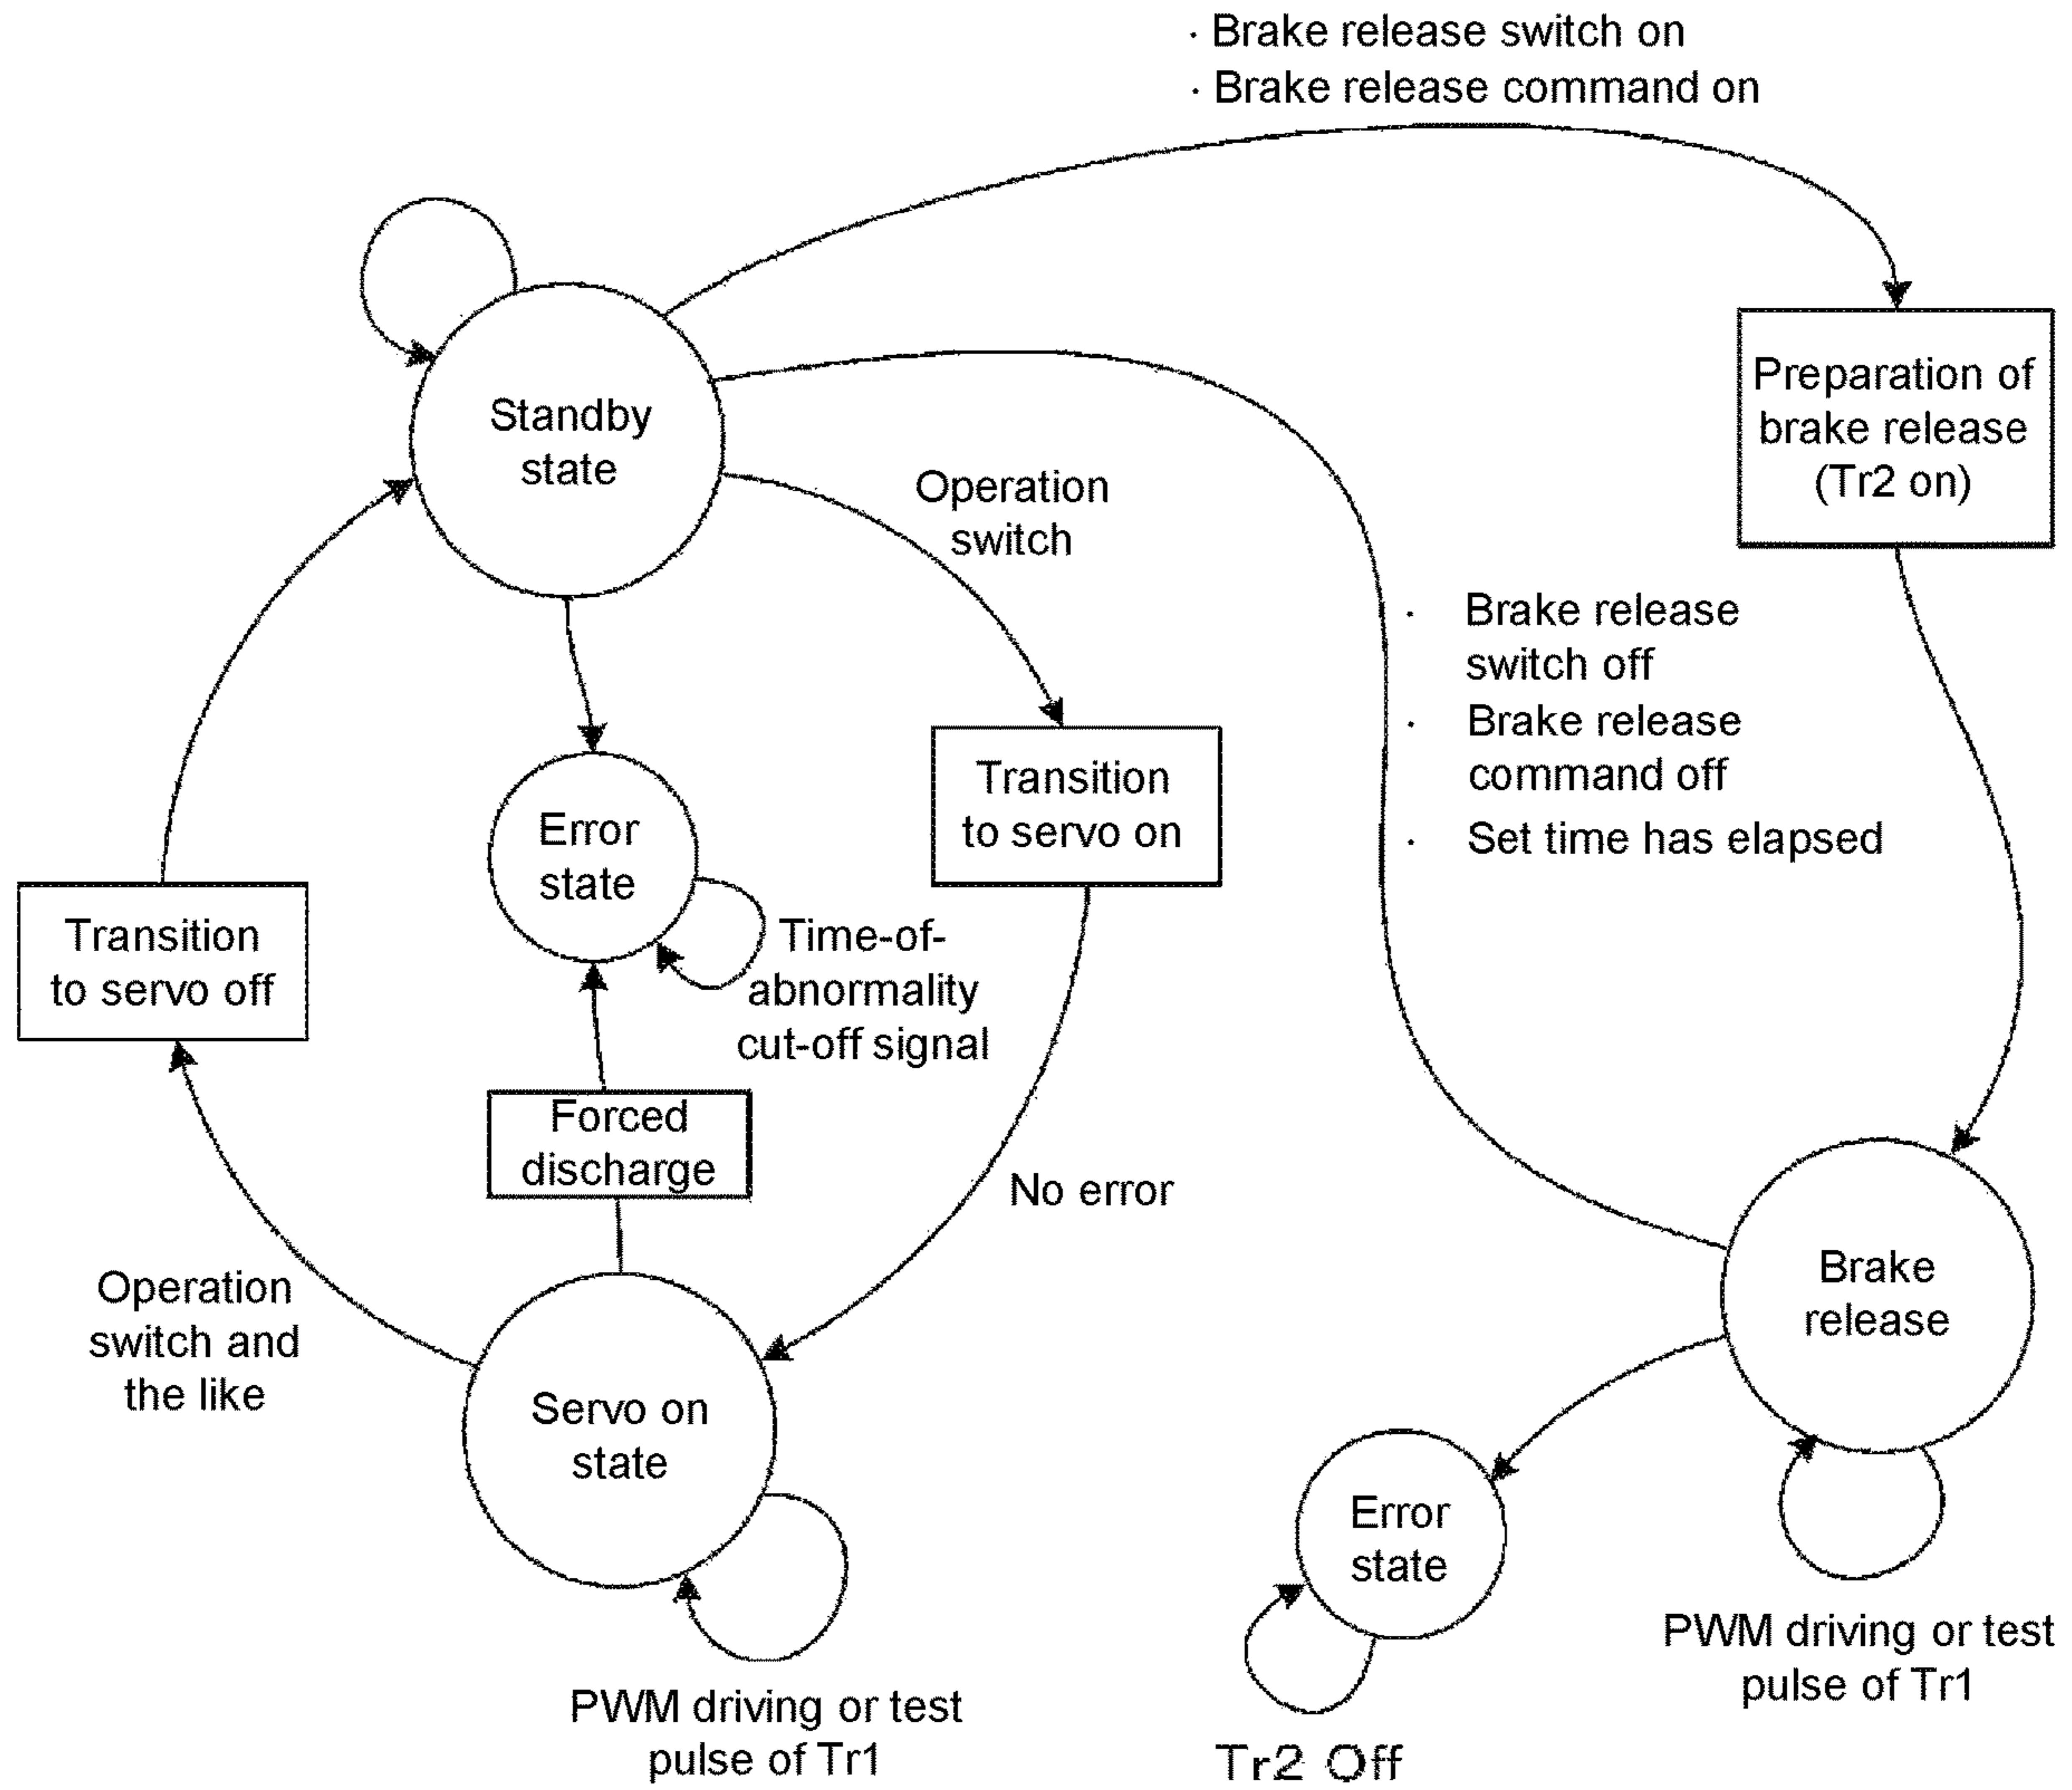 · Brake release switch on
· Brake release command on
Standby
state
Operation
switch
Preparation of
brake release
(Tr2 on)
· Brake release
switch off
· Brake release
command off
· Set time has elapsed
Transition
to servo on
Error
state
Time-of-
abnormality
cut-off signal
Transition
to servo off
Forced
discharge
No error
Operation
switch and
the like
Servo on
state
PWM driving or test
pulse of Tr1
Brake
release
Error
state
PWM driving or test
pulse of Tr1
Tr2 Off